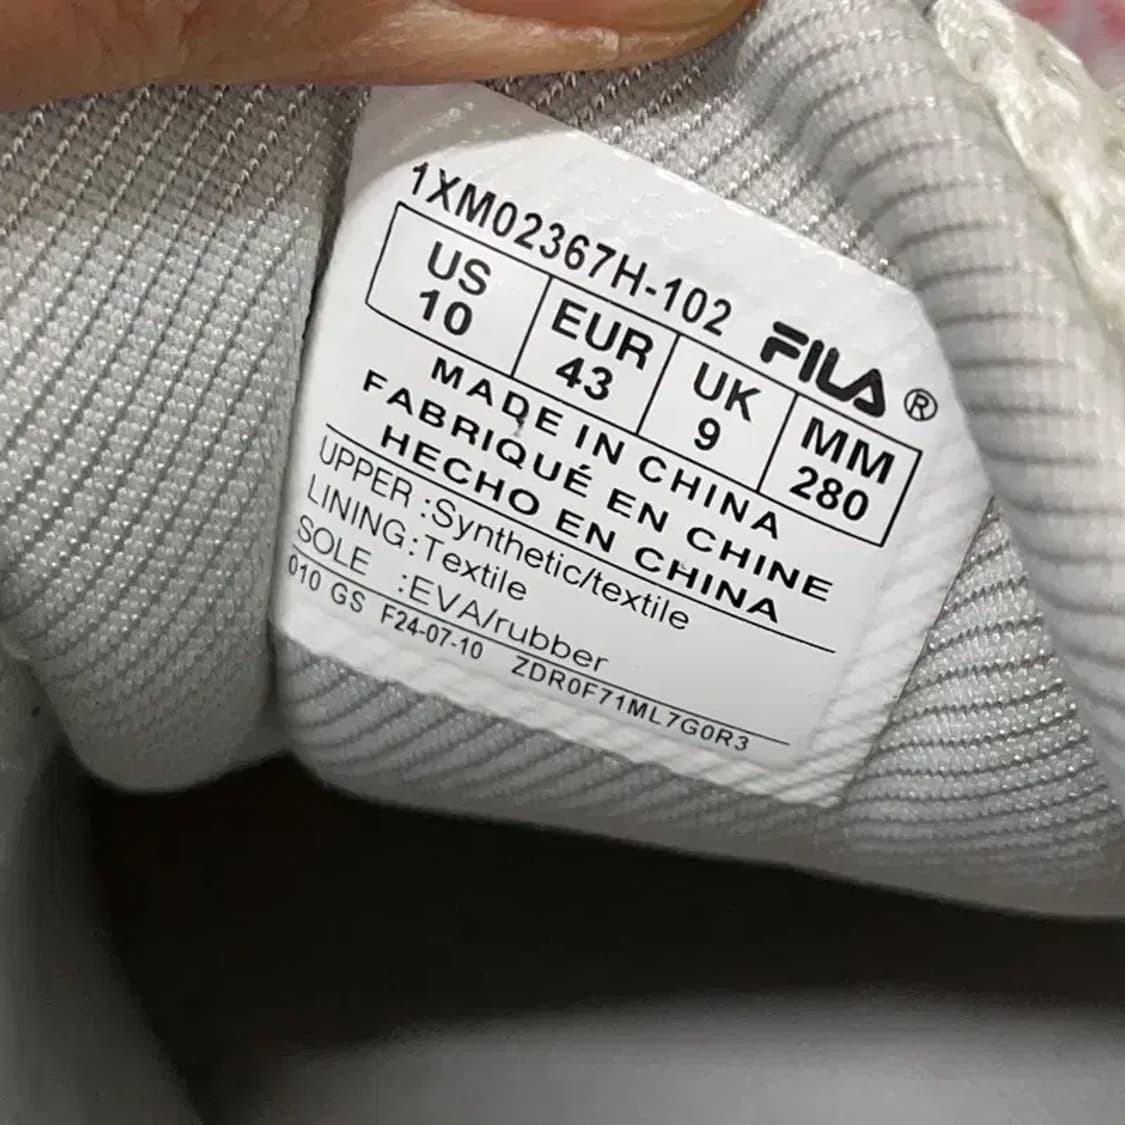 1XM02367H-102 FILA®
US EUR UK MM
10 43 9 280
MADE IN CHINA
FABRIQUÉ EN CHINE
HECHO EN CHINA
UPPER :Synthetic/textile
LINING:Textile
SOLE :EVA/rubber
010 GS F24-07-10 ZDR0F71ML7G0R3